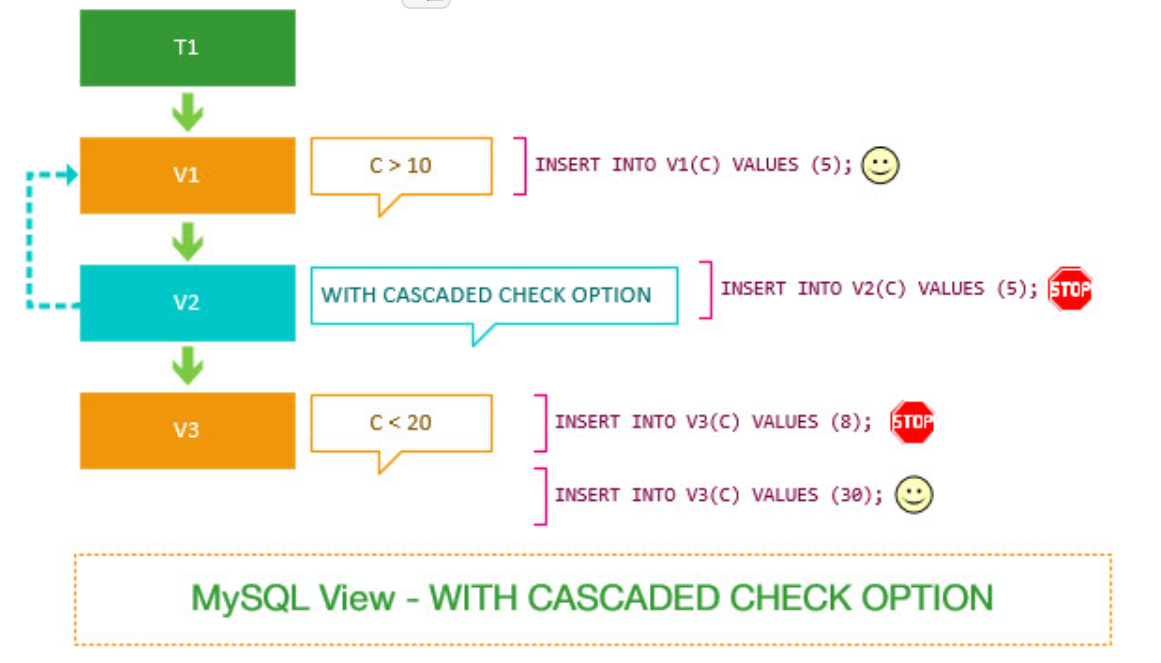 T1
V1
C > 10
INSERT INTO V1(C) VALUES (5);
V2
WITH CASCADED CHECK OPTION
INSERT INTO V2(C) VALUES (5);
STOP
V3
C < 20
INSERT INTO V3(C) VALUES (8);
STOP
INSERT INTO V3(C) VALUES (30);
MySQL View - WITH CASCADED CHECK OPTION